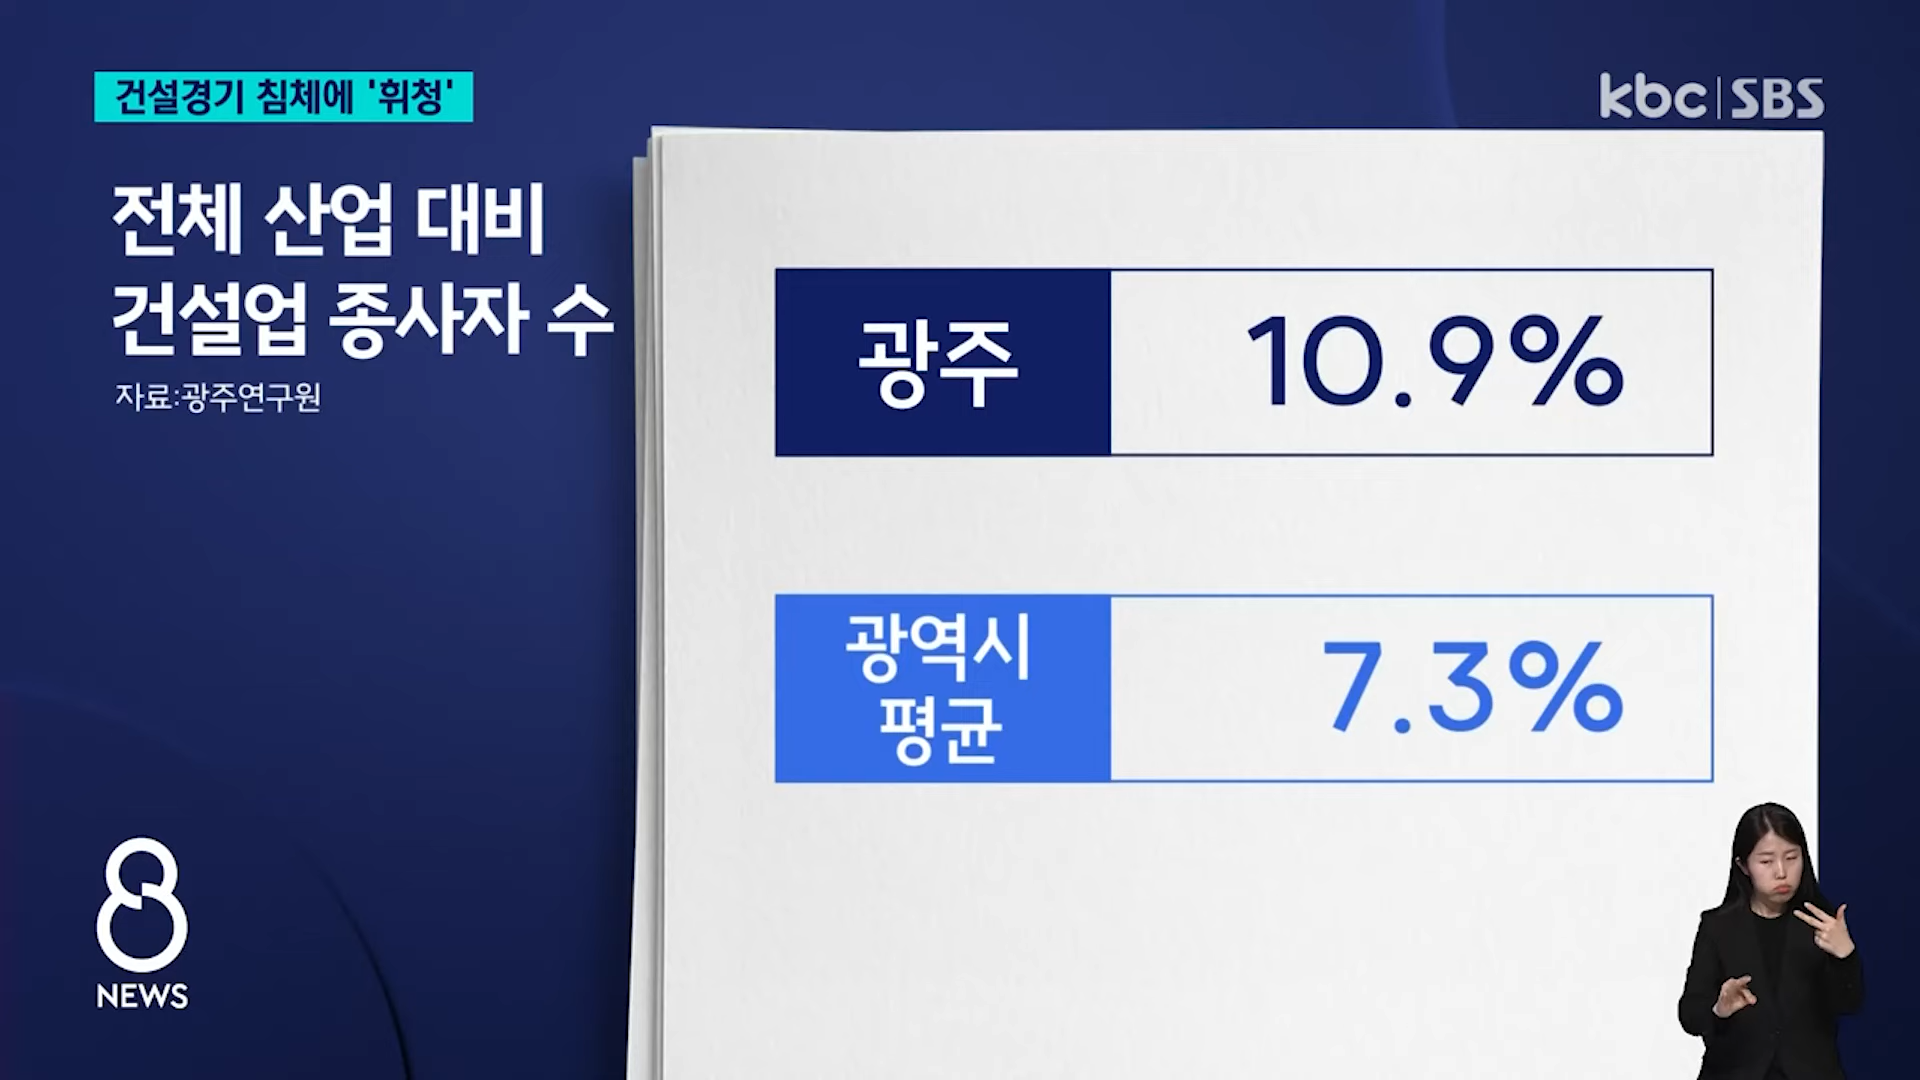 건설경기 침체에 '휘청'
kbc SBS
전체 산업 대비
건설업 종사자 수
자료:광주연구원
광주 10.9%
광역시
평균
7.3%
8
NEWS